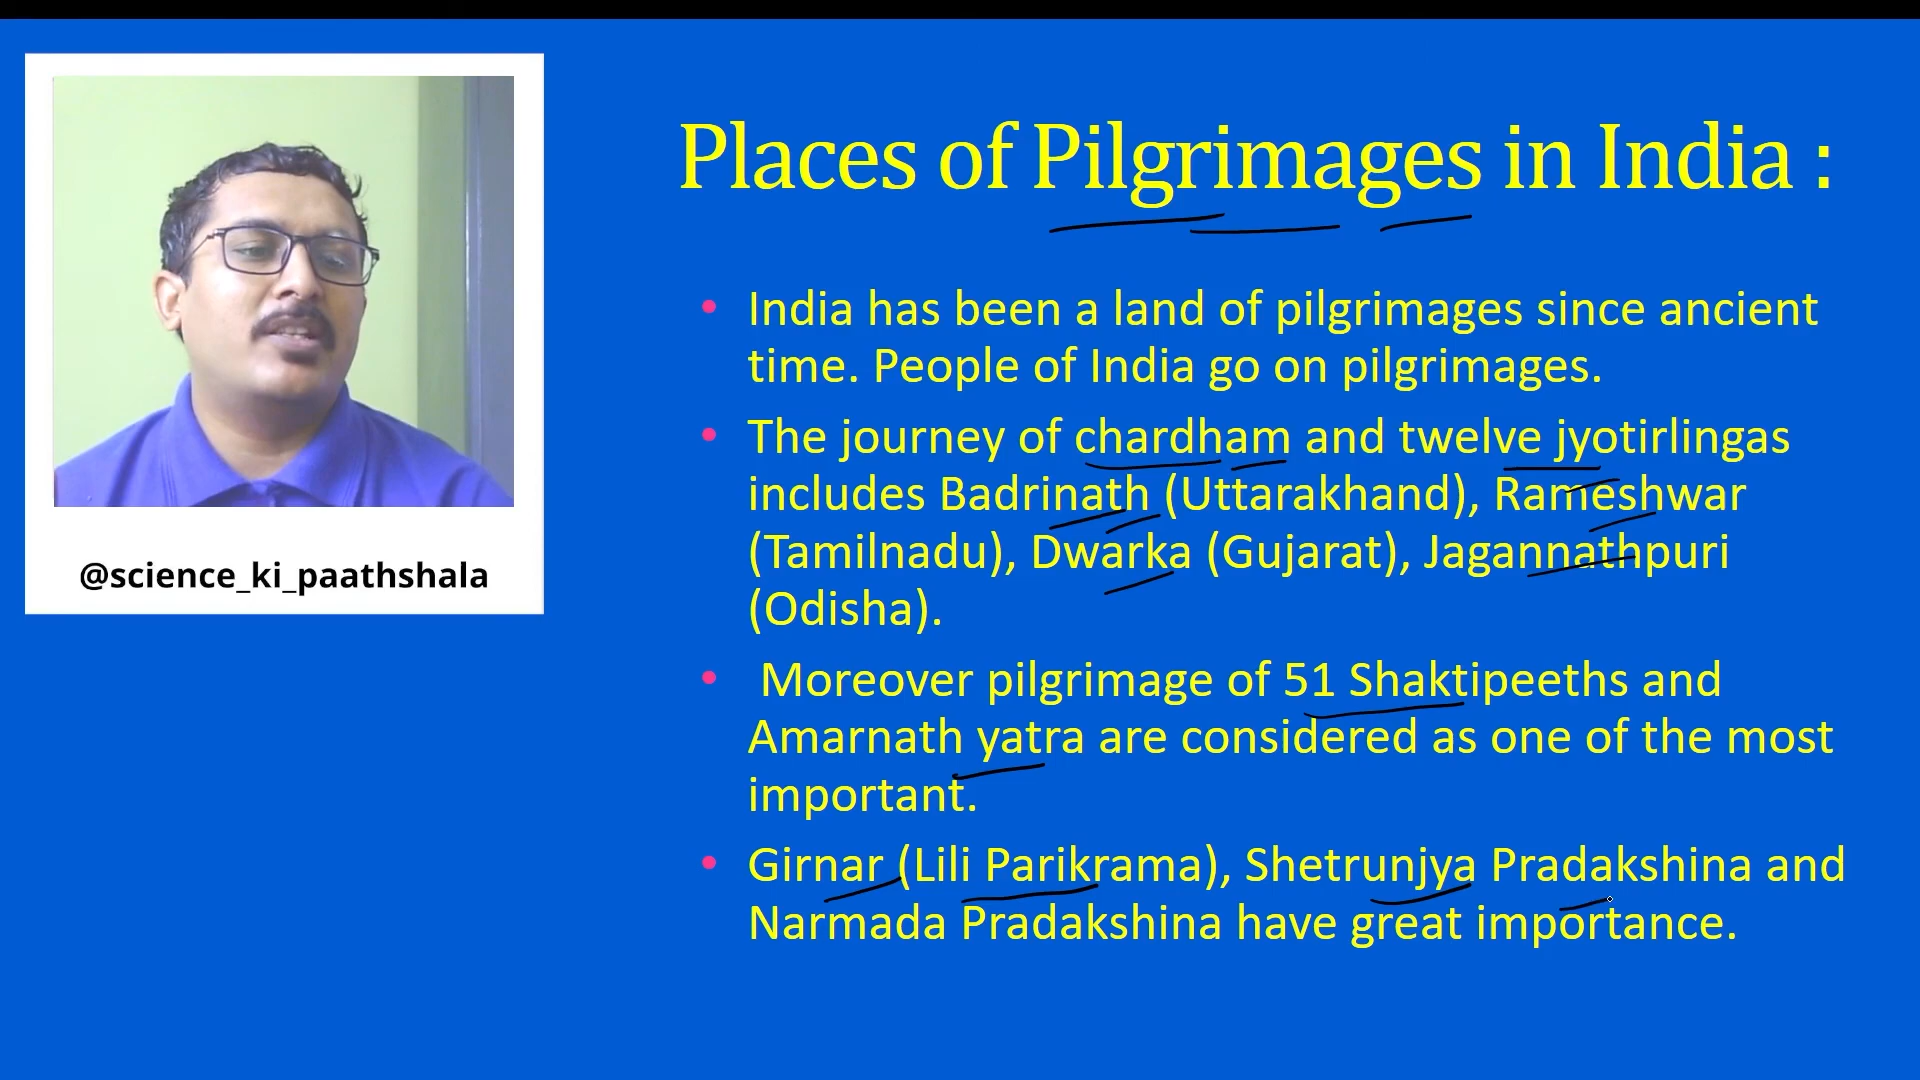 Places of Pilgrimages in India :
• India has been a land of pilgrimages since ancient
time. People of India go on pilgrimages.
• The journey of chardham and twelve jyotirlingas
includes Badrinath (Uttarakhand), Rameshwar
(Tamilnadu), Dwarka (Gujarat), Jagannathpuri
(Odisha).
• Moreover pilgrimage of 51 Shaktipeeths and
Amarnath yatra are considered as one of the most
important.
• Girnar (Lili Parikrama), Shetrunjya Pradakshina and
Narmada Pradakshina have great importance.
@science_ki_paathshala